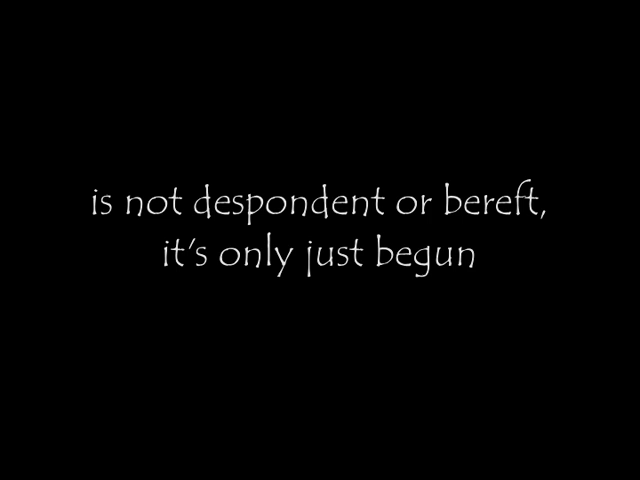 is not despondent or bereft,
it's only just begun